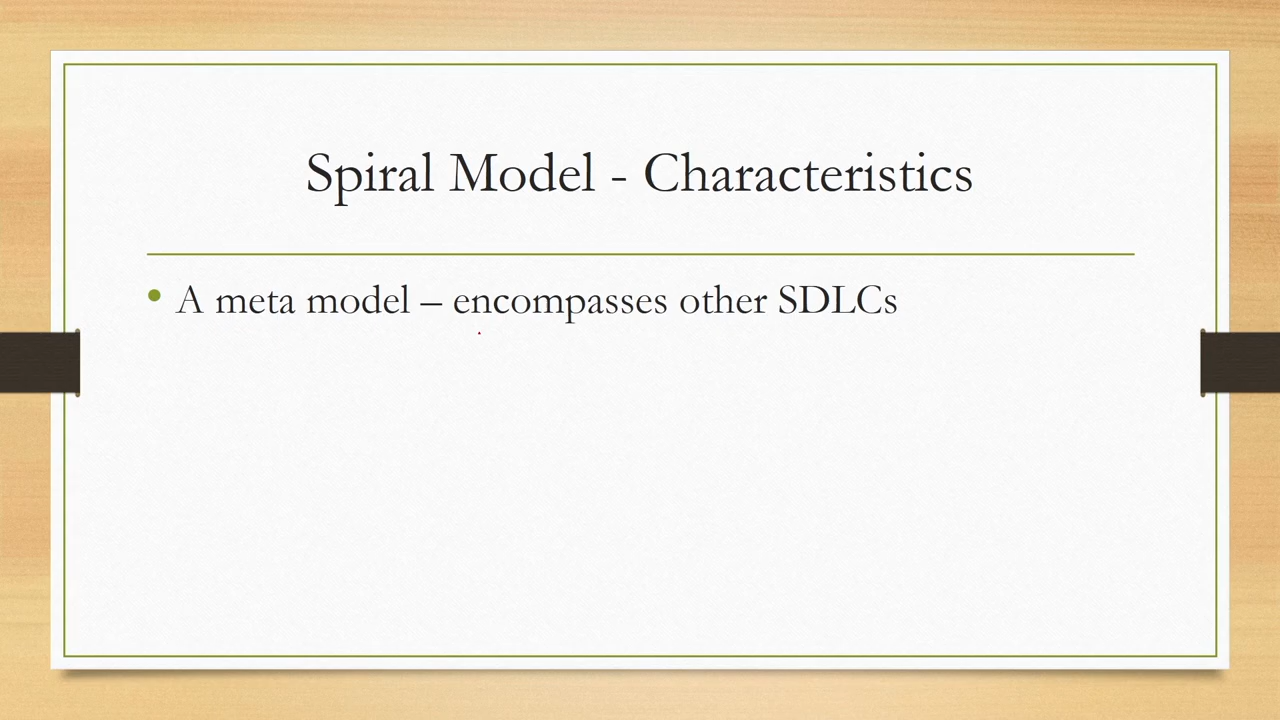 Spiral Model - Characteristics
• A meta model – encompasses other SDLCs